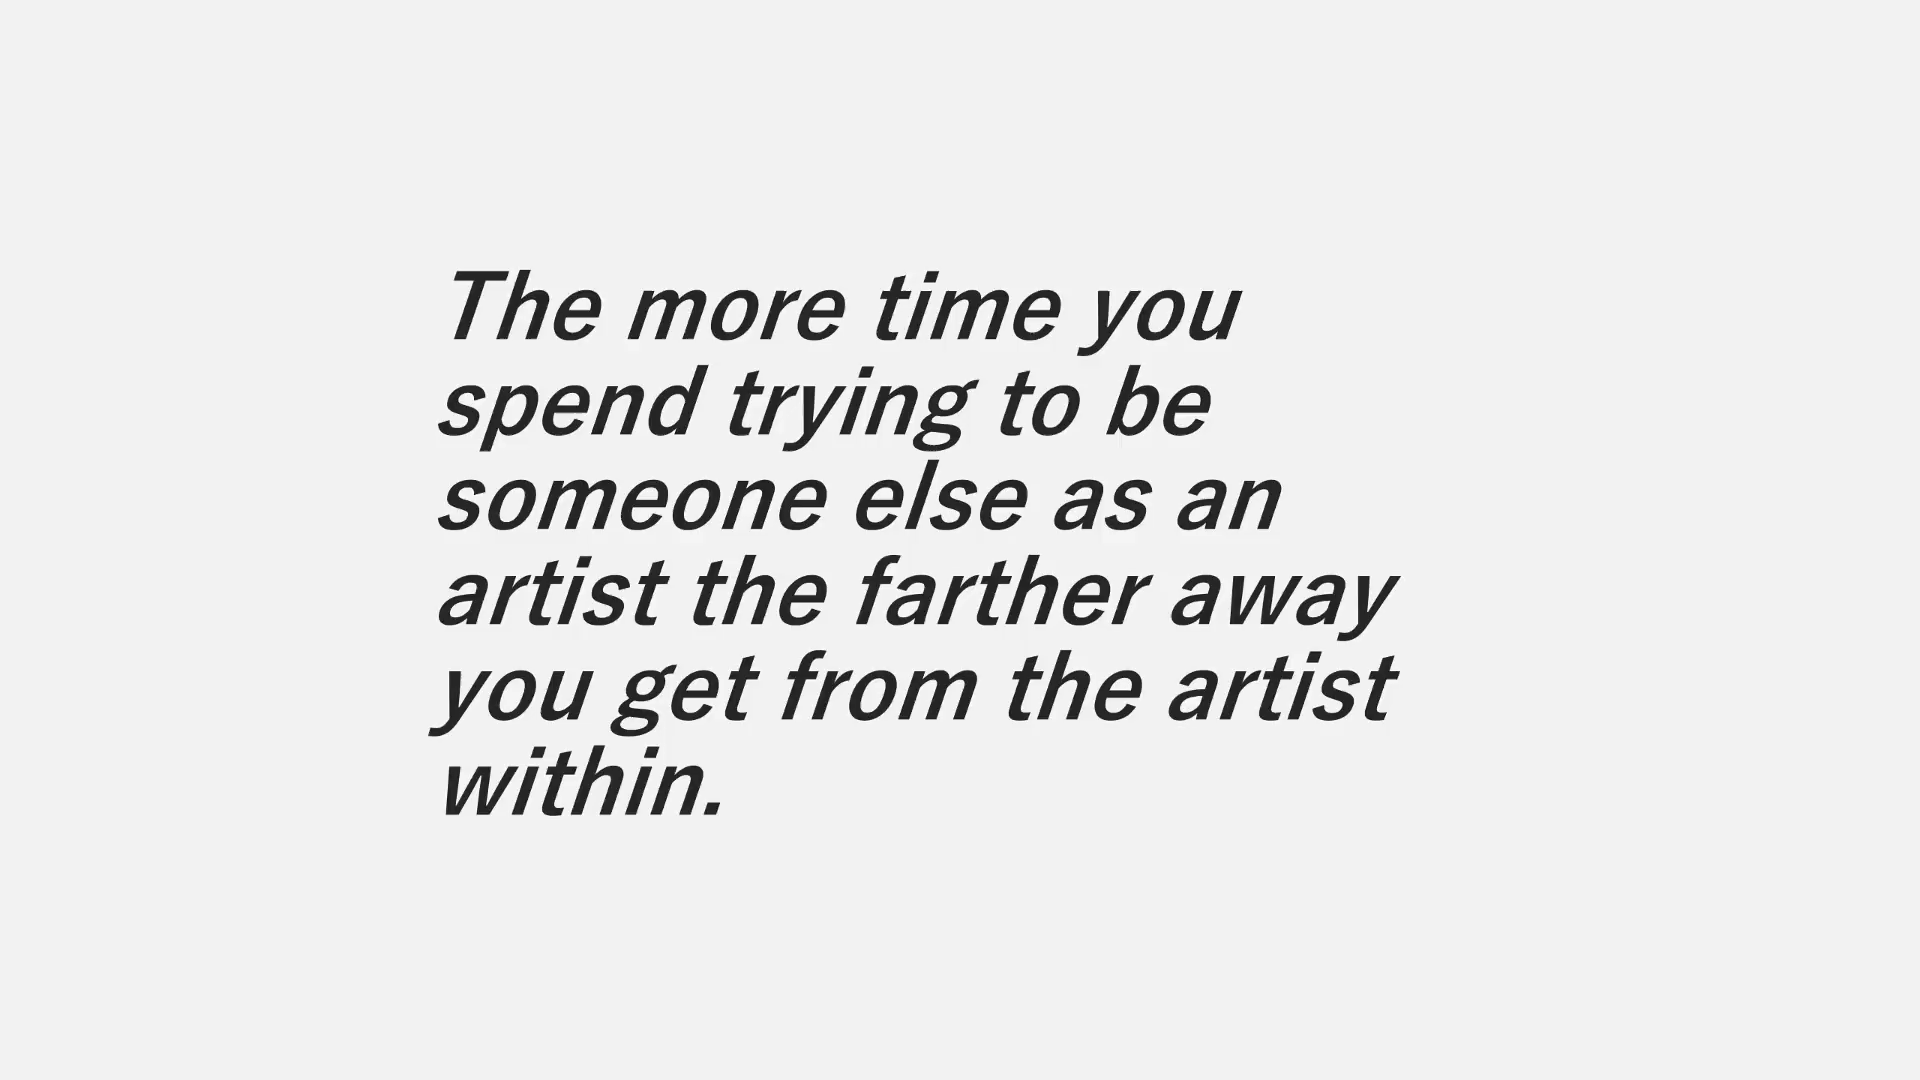 The more time you
spend trying to be
someone else as an
artist the farther away
you get from the artist
within.